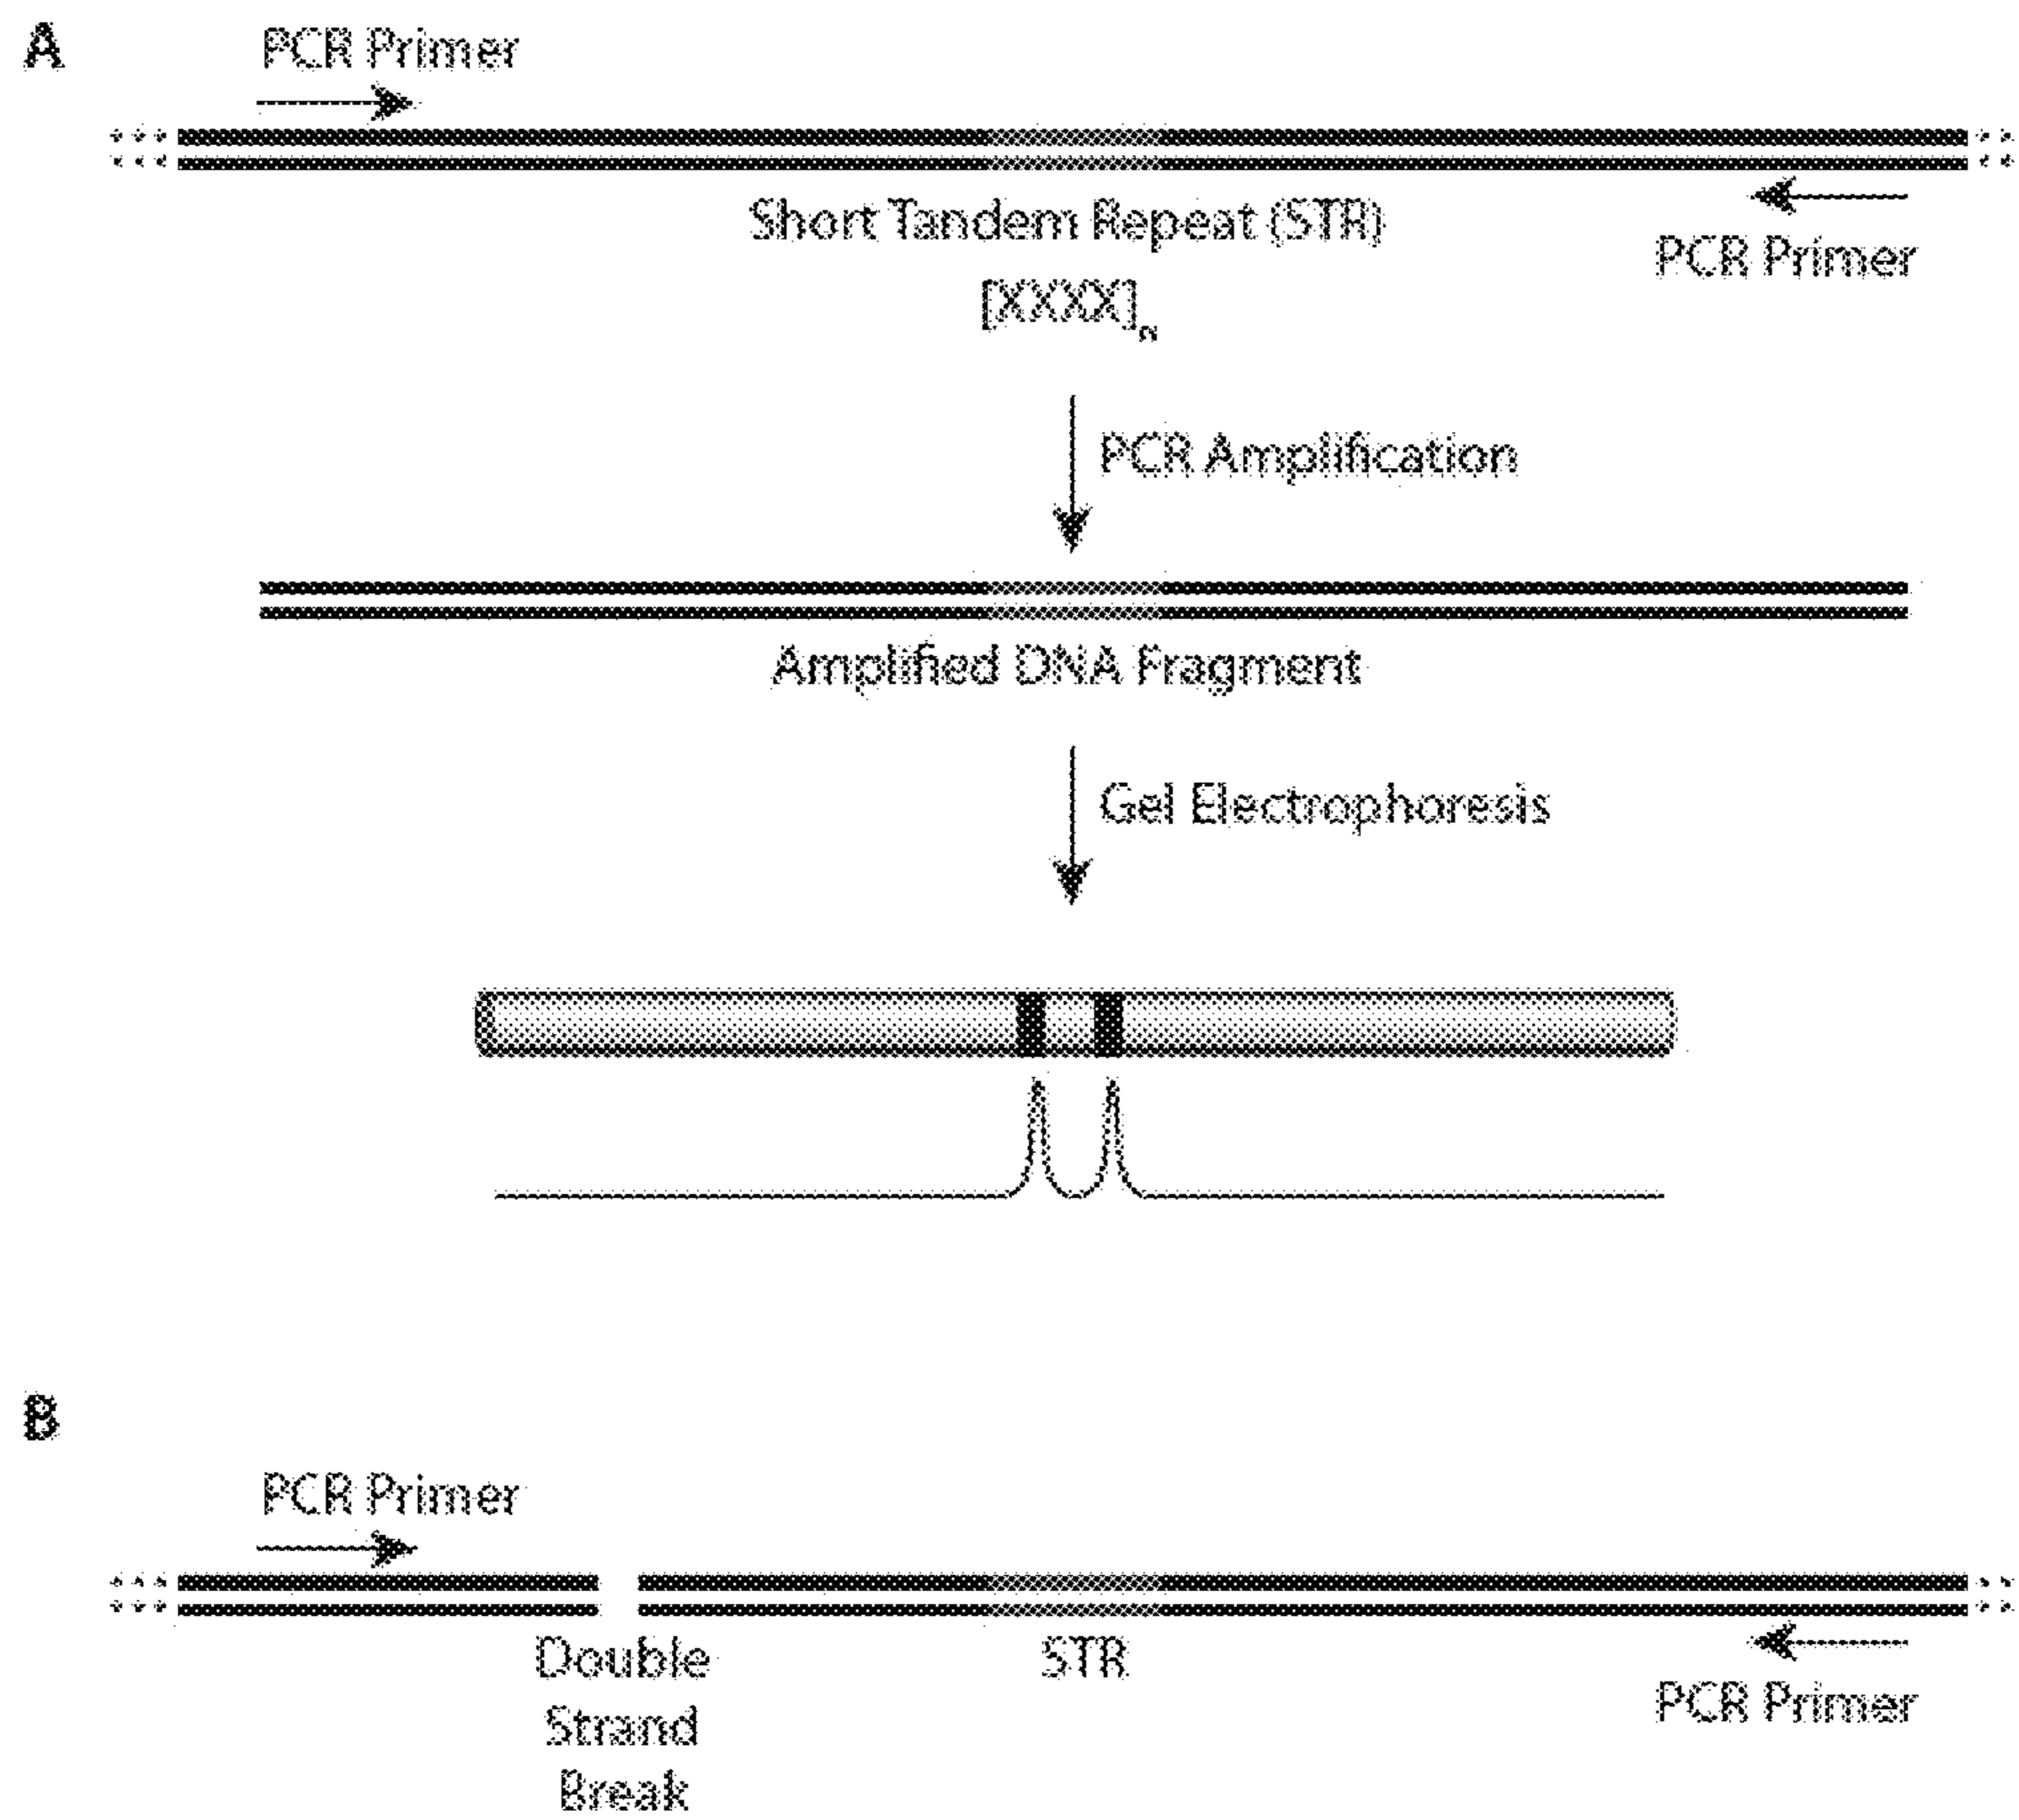 A
PCR Primer
Short Tandem Repeat (STR)
PCR Primer
[XXXX]n
PCR Amplification
Amplified DNA Fragment
Gel Electrophoresis
B
PCR Primer
Double
STR
Strand
PCR Primer
Break